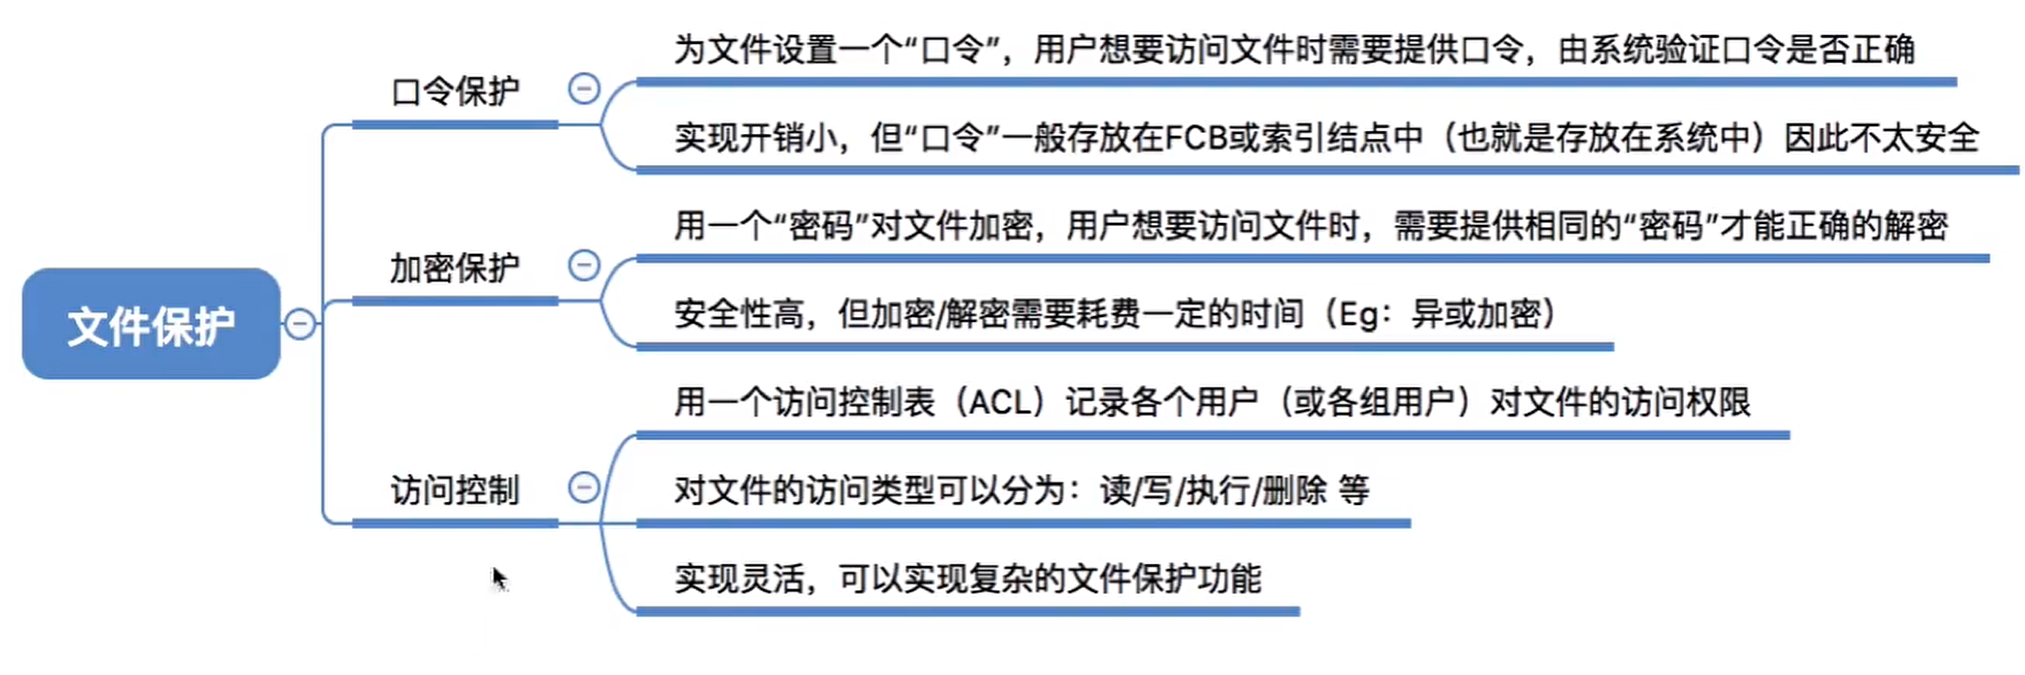 为文件设置一个“口令”，用户想要访问文件时需要提供口令，由系统验证口令是否正确
口令保护
实现开销小，但“口令”一般存放在FCB或索引结点中（也就是存放在系统中）因此不太安全
用一个“密码”对文件加密，用户想要访问文件时，需要提供相同的“密码”才能正确的解密
加密保护
安全性高，但加密/解密需要耗费一定的时间（Eg：异或加密）
文件保护
用一个访问控制表（ACL）记录各个用户（或各组用户）对文件的访问权限
访问控制
对文件的访问类型可以分为：读/写/执行/删除 等
实现灵活，可以实现复杂的文件保护功能